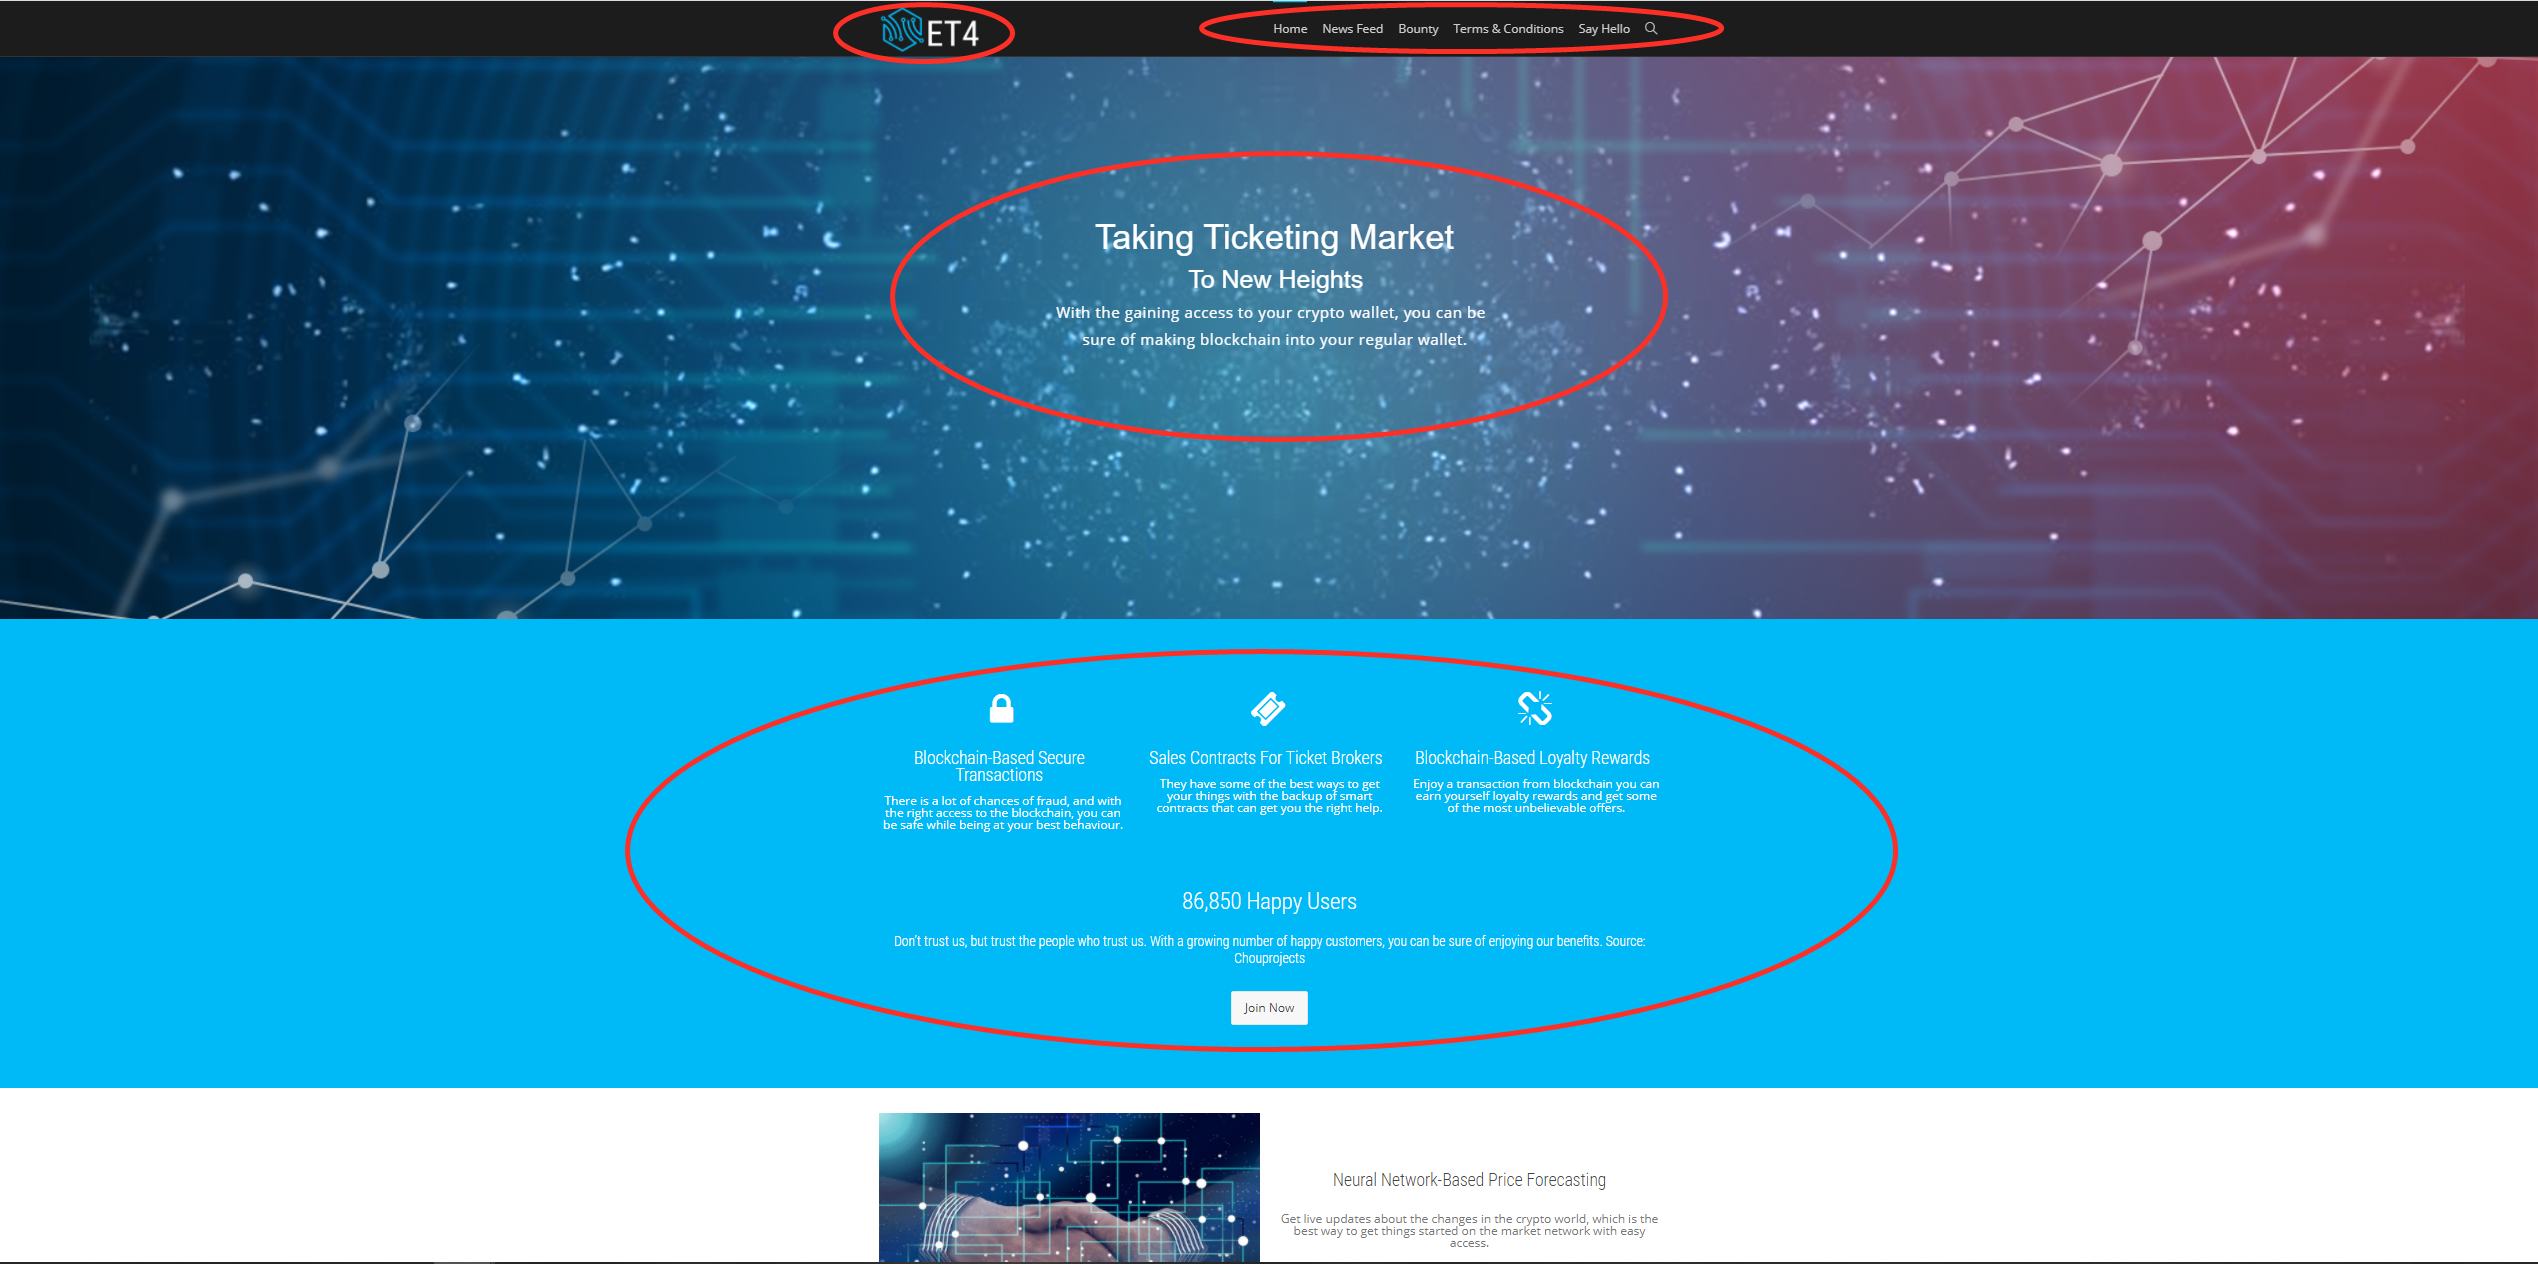 ET4
Home News Feed Bounty Terms & Conditions Say Hello
Taking Ticketing Market
To New Heights
With the gaining access to your crypto wallet, you can be
sure of making blockchain into your regular wallet.
Blockchain-Based Secure
Transactions
There is a lot of chances of fraud, and with
the right access to the blockchain, you can
be safe while being at your best behaviour.
Sales Contracts For Ticket Brokers
They have some of the best ways to get
your things with the backup of smart
contracts that can get you the right help.
Blockchain-Based Loyalty Rewards
Enjoy a transaction from blockchain you can
earn yourself loyalty rewards and get some
of the most unbelievable offers.
86,850 Happy Users
Don't trust us, but trust the people who trust us. With a growing number of happy customers, you can be sure of enjoying our benefits. Source:
Chouprojects
Join Now
Neural Network-Based Price Forecasting
Get live updates about the changes in the crypto world, which is the
best way to get things started on the market network with easy
access.